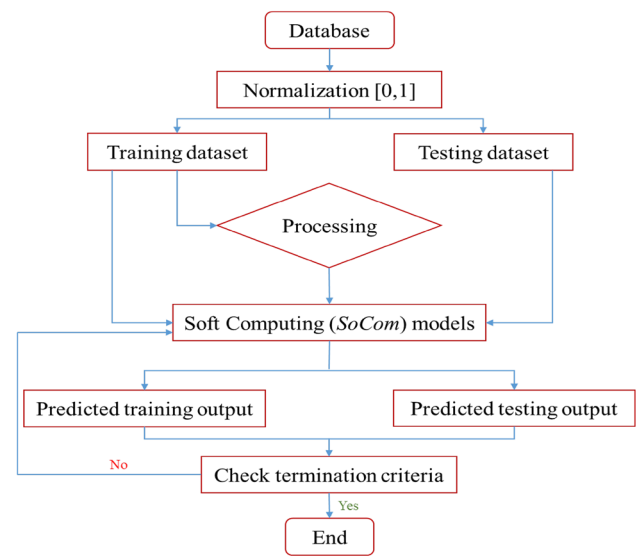 Database
Normalization [0,1]
Training dataset
Testing dataset
Processing
Soft Computing (SoCom) models
Predicted training output
Predicted testing output
No
Check termination criteria
Yes
End